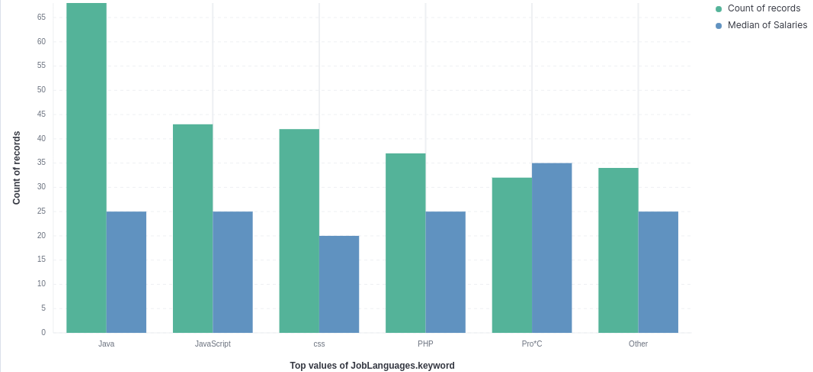 Count of records
Median of Salaries
65
60
55
50
45
40
35
30
25
20
15
10
5
0
Count of records
Java
JavaScript
css
PHP
Pro*C
Other
Top values of JobLanguages.keyword